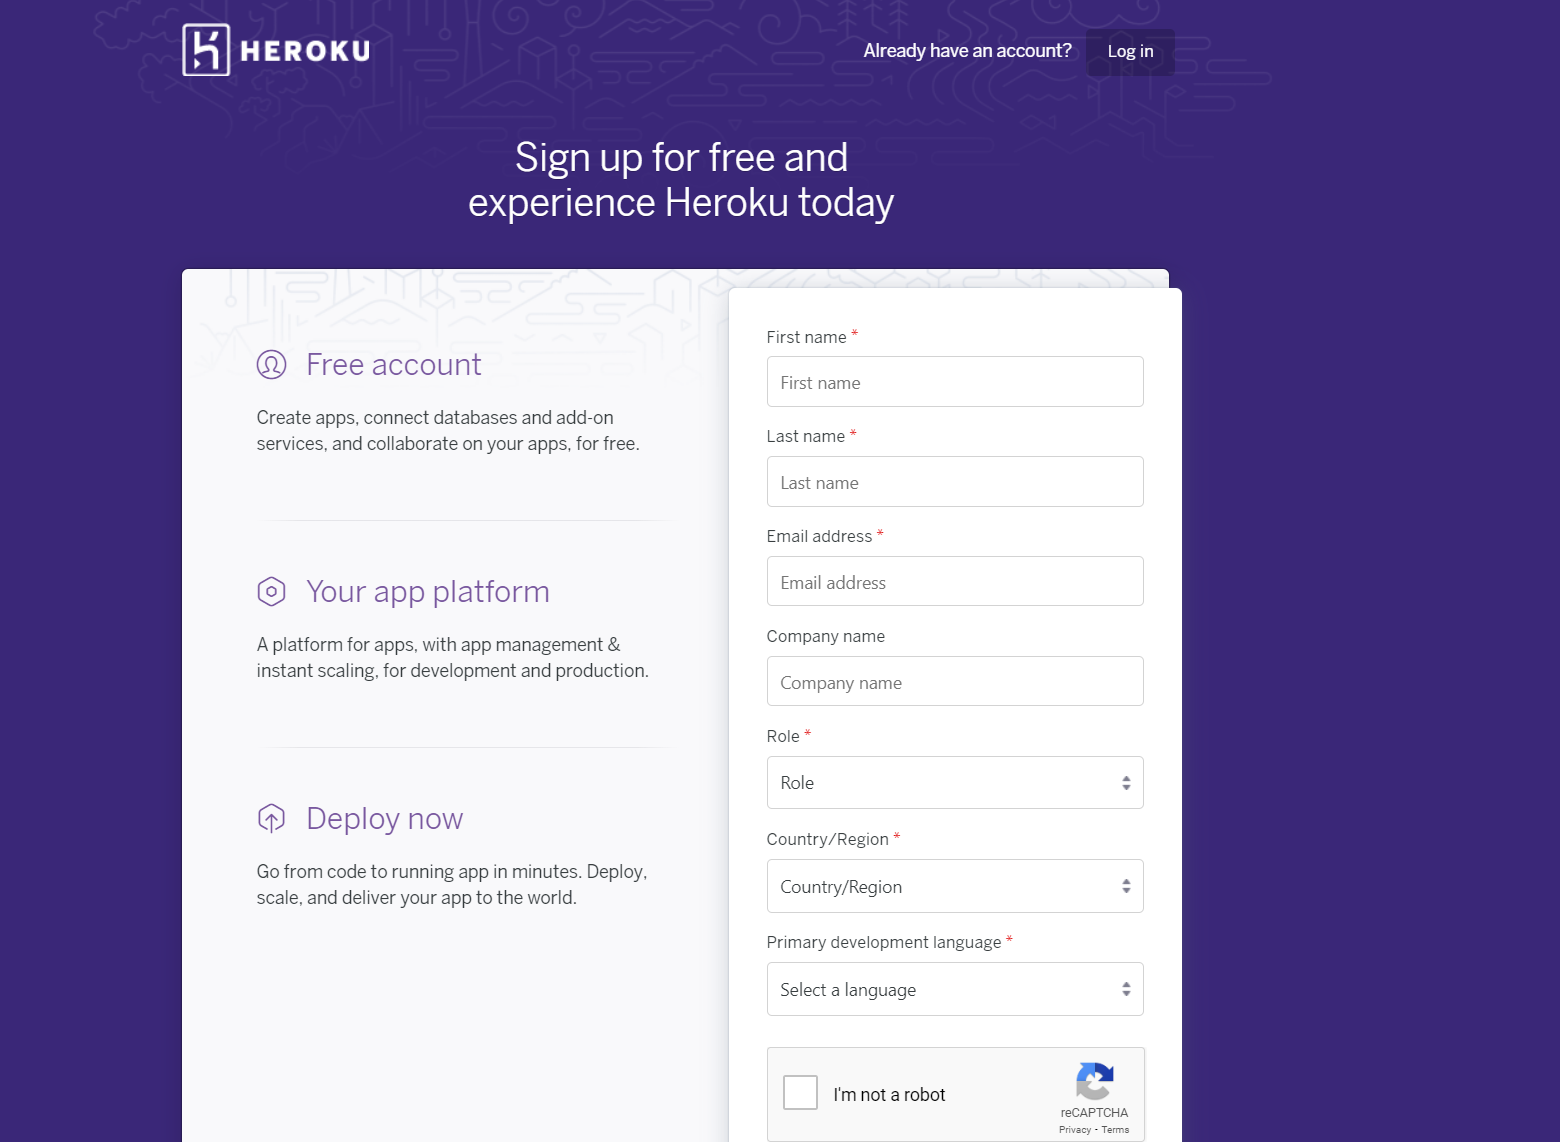 HEROKU
Already have an account?
Log in
Sign up for free and
experience Heroku today
Free account
Create apps, connect databases and add-on
services, and collaborate on your apps, for free.
Your app platform
A platform for apps, with app management &
instant scaling, for development and production.
Deploy now
Go from code to running app in minutes. Deploy,
scale, and deliver your app to the world.
First name *
First name
Last name *
Last name
Email address *
Email address
Company name
Company name
Role *
Role
Country/Region *
Country/Region
Primary development language *
Select a language
I'm not a robot
reCAPTCHA
Privacy - Terms